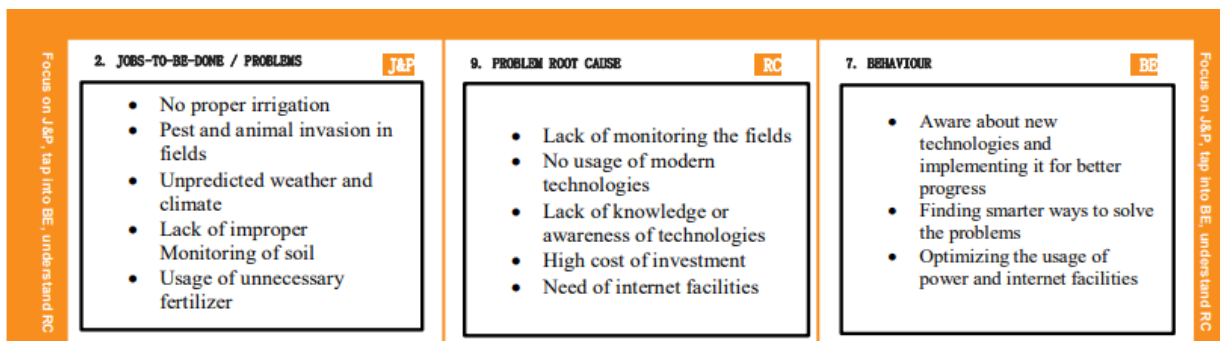 Focus on J&P, tap into BE, understand RC
2. JOBS-TO-BE-DONE / PROBLEMS
J&P
• No proper irrigation
• Pest and animal invasion in
fields
• Unpredicted weather and
climate
• Lack of improper
Monitoring of soil
• Usage of unnecessary
fertilizer
9. PROBLEM ROOT CAUSE
RC
• Lack of monitoring the fields
• No usage of modern
technologies
• Lack of knowledge or
awareness of technologies
• High cost of investment
• Need of internet facilities
7. BEHAVIOUR
BE
• Aware about new
technologies and
implementing it for better
progress
• Finding smarter ways to solve
the problems
• Optimizing the usage of
power and internet facilities
Focus on J&P, tap into BE, understand RC